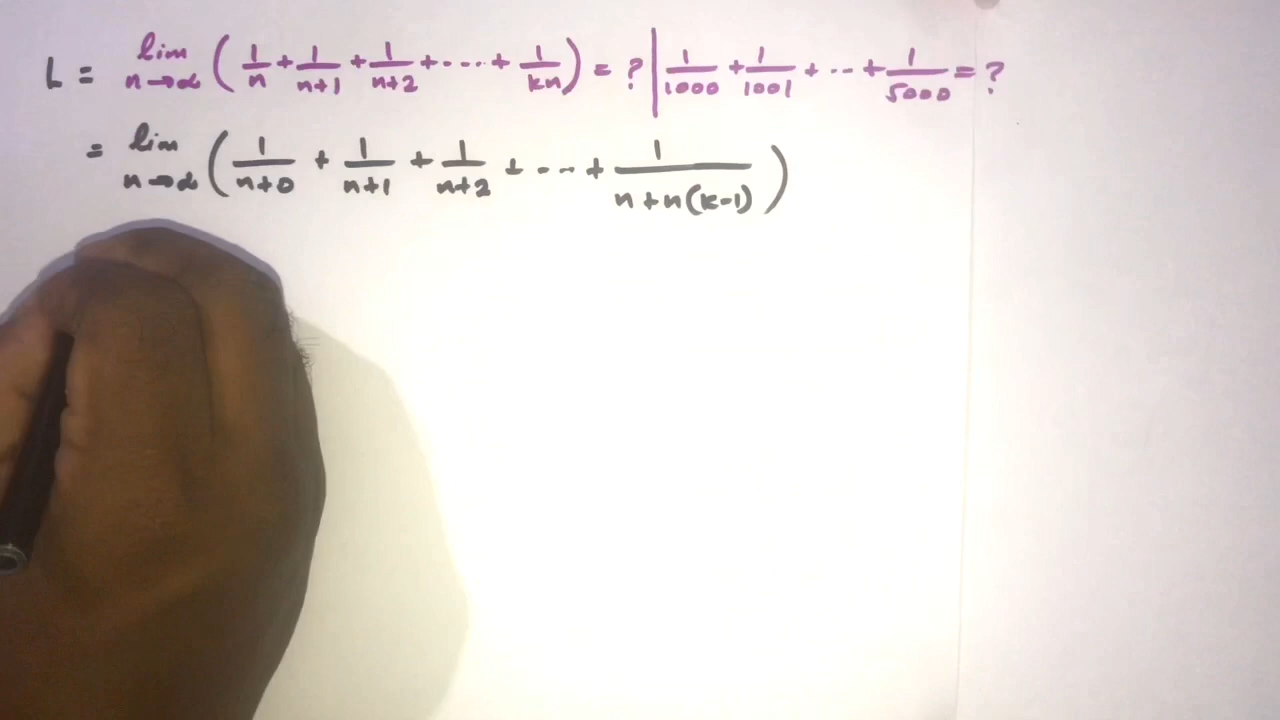 L = lim n→∞ ( 1/n + 1/n+1 + 1/n+2 + ... + 1/kn ) = ? | 1/1000 + 1/1001 + ... + 1/5000 = ?
= lim n→∞ ( 1/n+0 + 1/n+1 + 1/n+2 + ... + 1/n+n(k-1) )